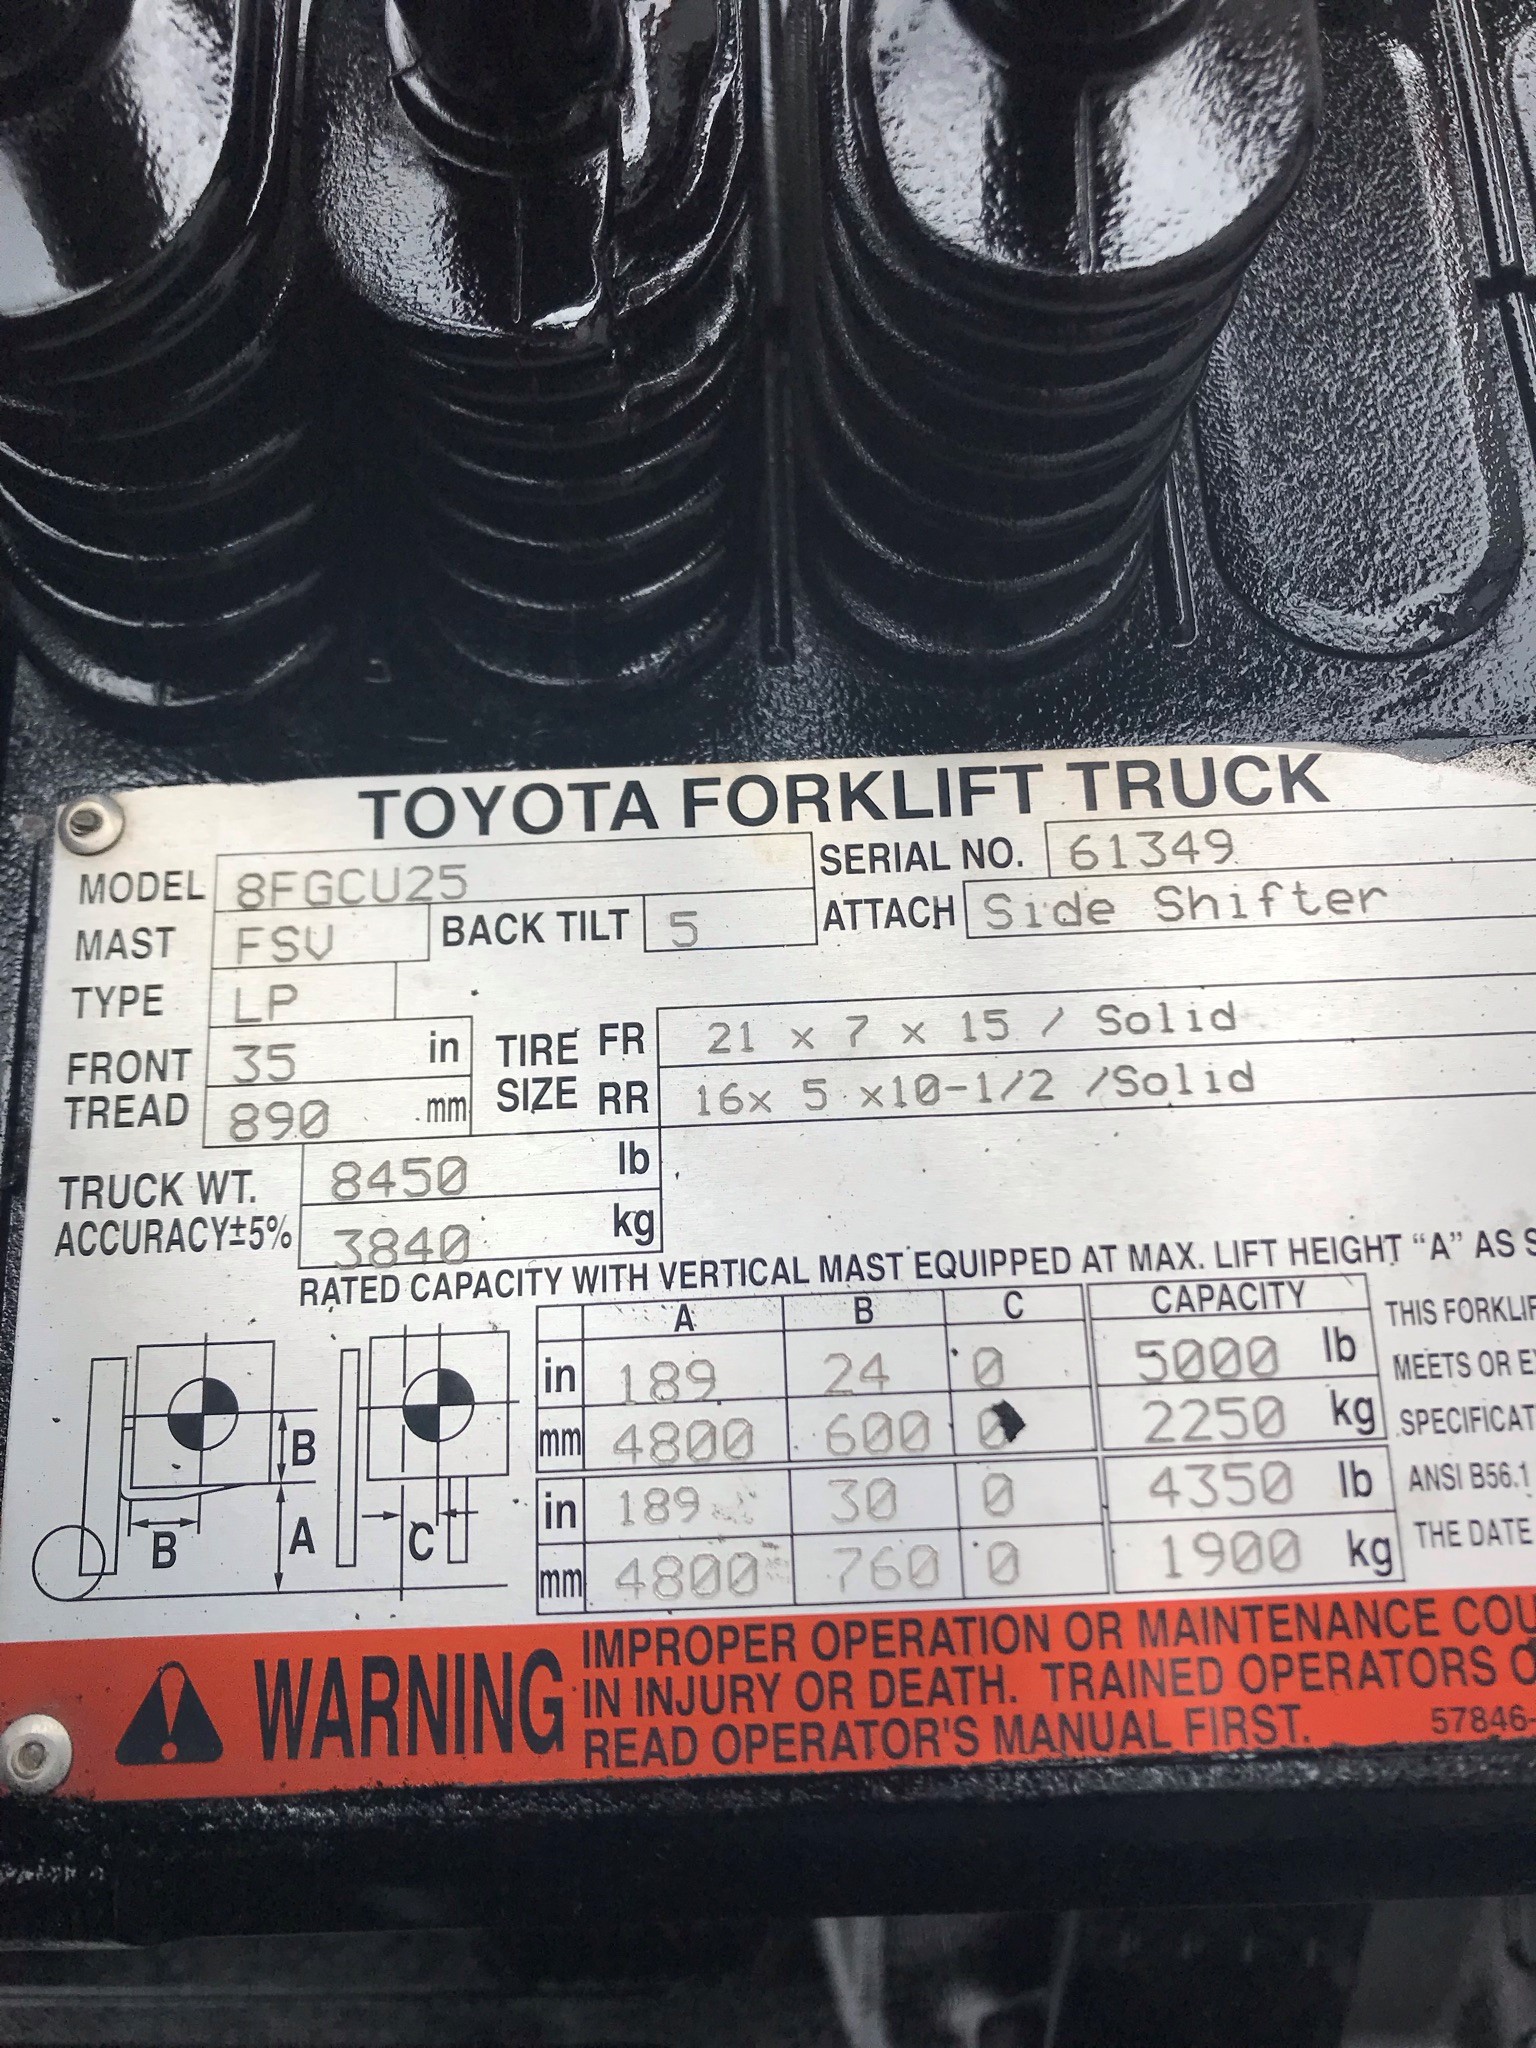 TOYOTA FORKLIFT TRUCK
MODEL 8FGCU25 SERIAL NO. 61349
MAST FSV BACK TILT 5 ATTACH Side Shifter
TYPE LP
FRONT TREAD 35 in TIRE SIZE FR 21 x 7 x 15 / Solid
890 mm RR 16x 5 x10-1/2 /Solid
TRUCK WT. 8450 lb
ACCURACY±5% 3840 kg
RATED CAPACITY WITH VERTICAL MAST EQUIPPED AT MAX. LIFT HEIGHT "A" AS
A B C CAPACITY
in 189 24 0 5000 lb
mm 4800 600 0 2250 kg
in 189 30 0 4350 lb
mm 4800 760 0 1900 kg
B
B
A
C
THIS
MEETS OR
ANSI B56.1
THE DATE
WARNING
IMPROPER OPERATION OR MAINTENANCE
IN INJURY OR DEATH. TRAINED OPERATORS
READ OPERATOR'S MANUAL FIRST.
57846-